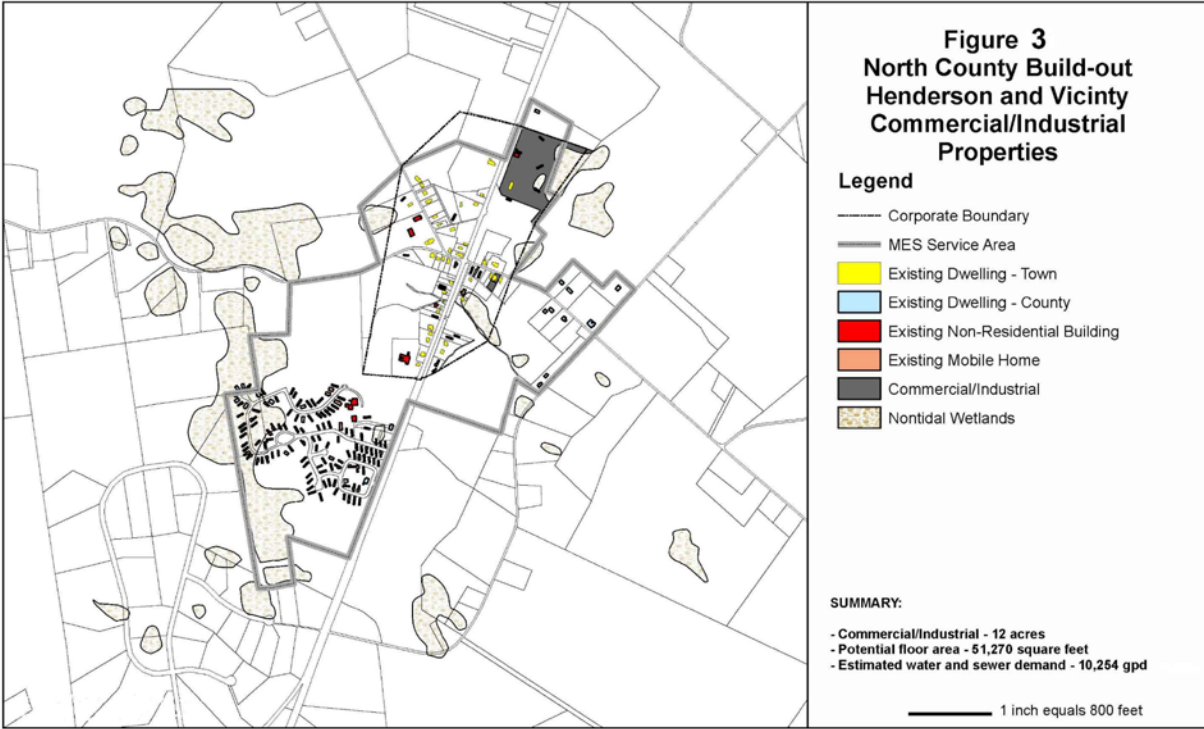 Figure 3
North County Build-out
Henderson and Vicinty
Commercial/Industrial
Properties
Legend
Corporate Boundary
MES Service Area
Existing Dwelling - Town
Existing Dwelling - County
Existing Non-Residential Building
Existing Mobile Home
Commercial/Industrial
Nontidal Wetlands
SUMMARY:
- Commercial/Industrial - 12 acres
- Potential floor area - 51,270 square feet
- Estimated water and sewer demand - 10,254 gpd
1 inch equals 800 feet